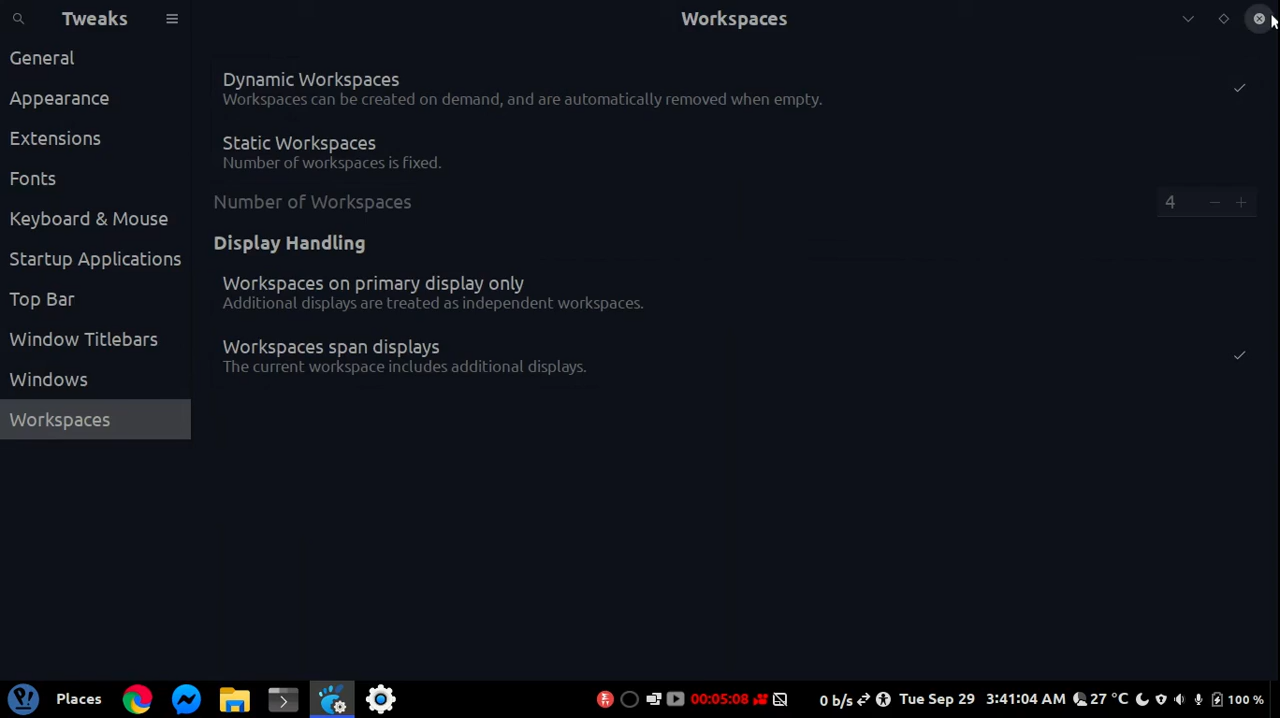 Tweaks
Workspaces
General
Appearance
Extensions
Fonts
Keyboard & Mouse
Startup Applications
Top Bar
Window Titlebars
Windows
Workspaces
Dynamic Workspaces
Workspaces can be created on demand, and are automatically removed when empty.
Static Workspaces
Number of workspaces is fixed.
Number of Workspaces 4 − +
Display Handling
Workspaces on primary display only
Additional displays are treated as independent workspaces.
Workspaces span displays
The current workspace includes additional displays.
Places 00:05:08 0 b/s Tue Sep 29 3:41:04 AM 27 °C 100 %